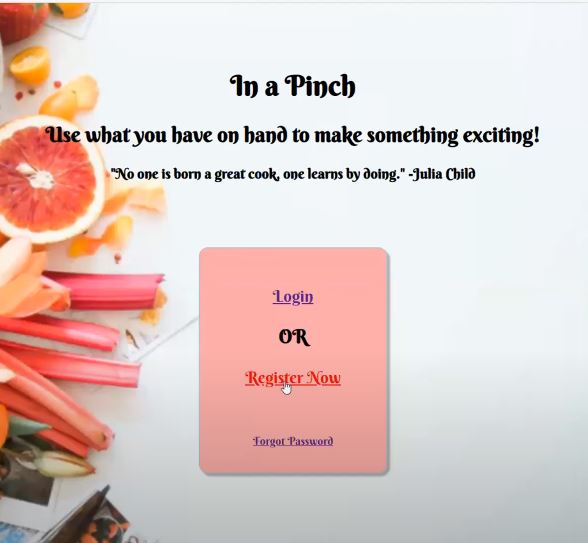 In a Pinch
Use what you have on hand to make something exciting!
"No one is born a great cook, one learns by doing." -Julia Child
Login
OR
Register Now
Forgot Password